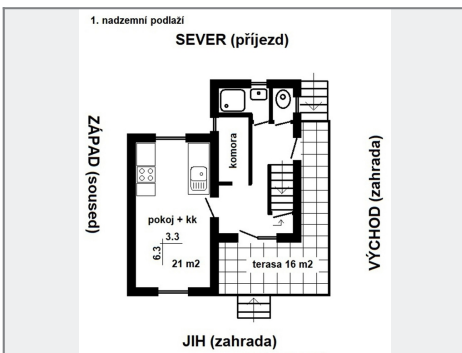 1. nadzemní podlaží
SEVER (příjezd)
ZÁPAD (soused)
komora
VÝCHOD (zahrada)
pokoj + kk
3.3
6.3
21 m2
terasa 16 m2
JIH (zahrada)